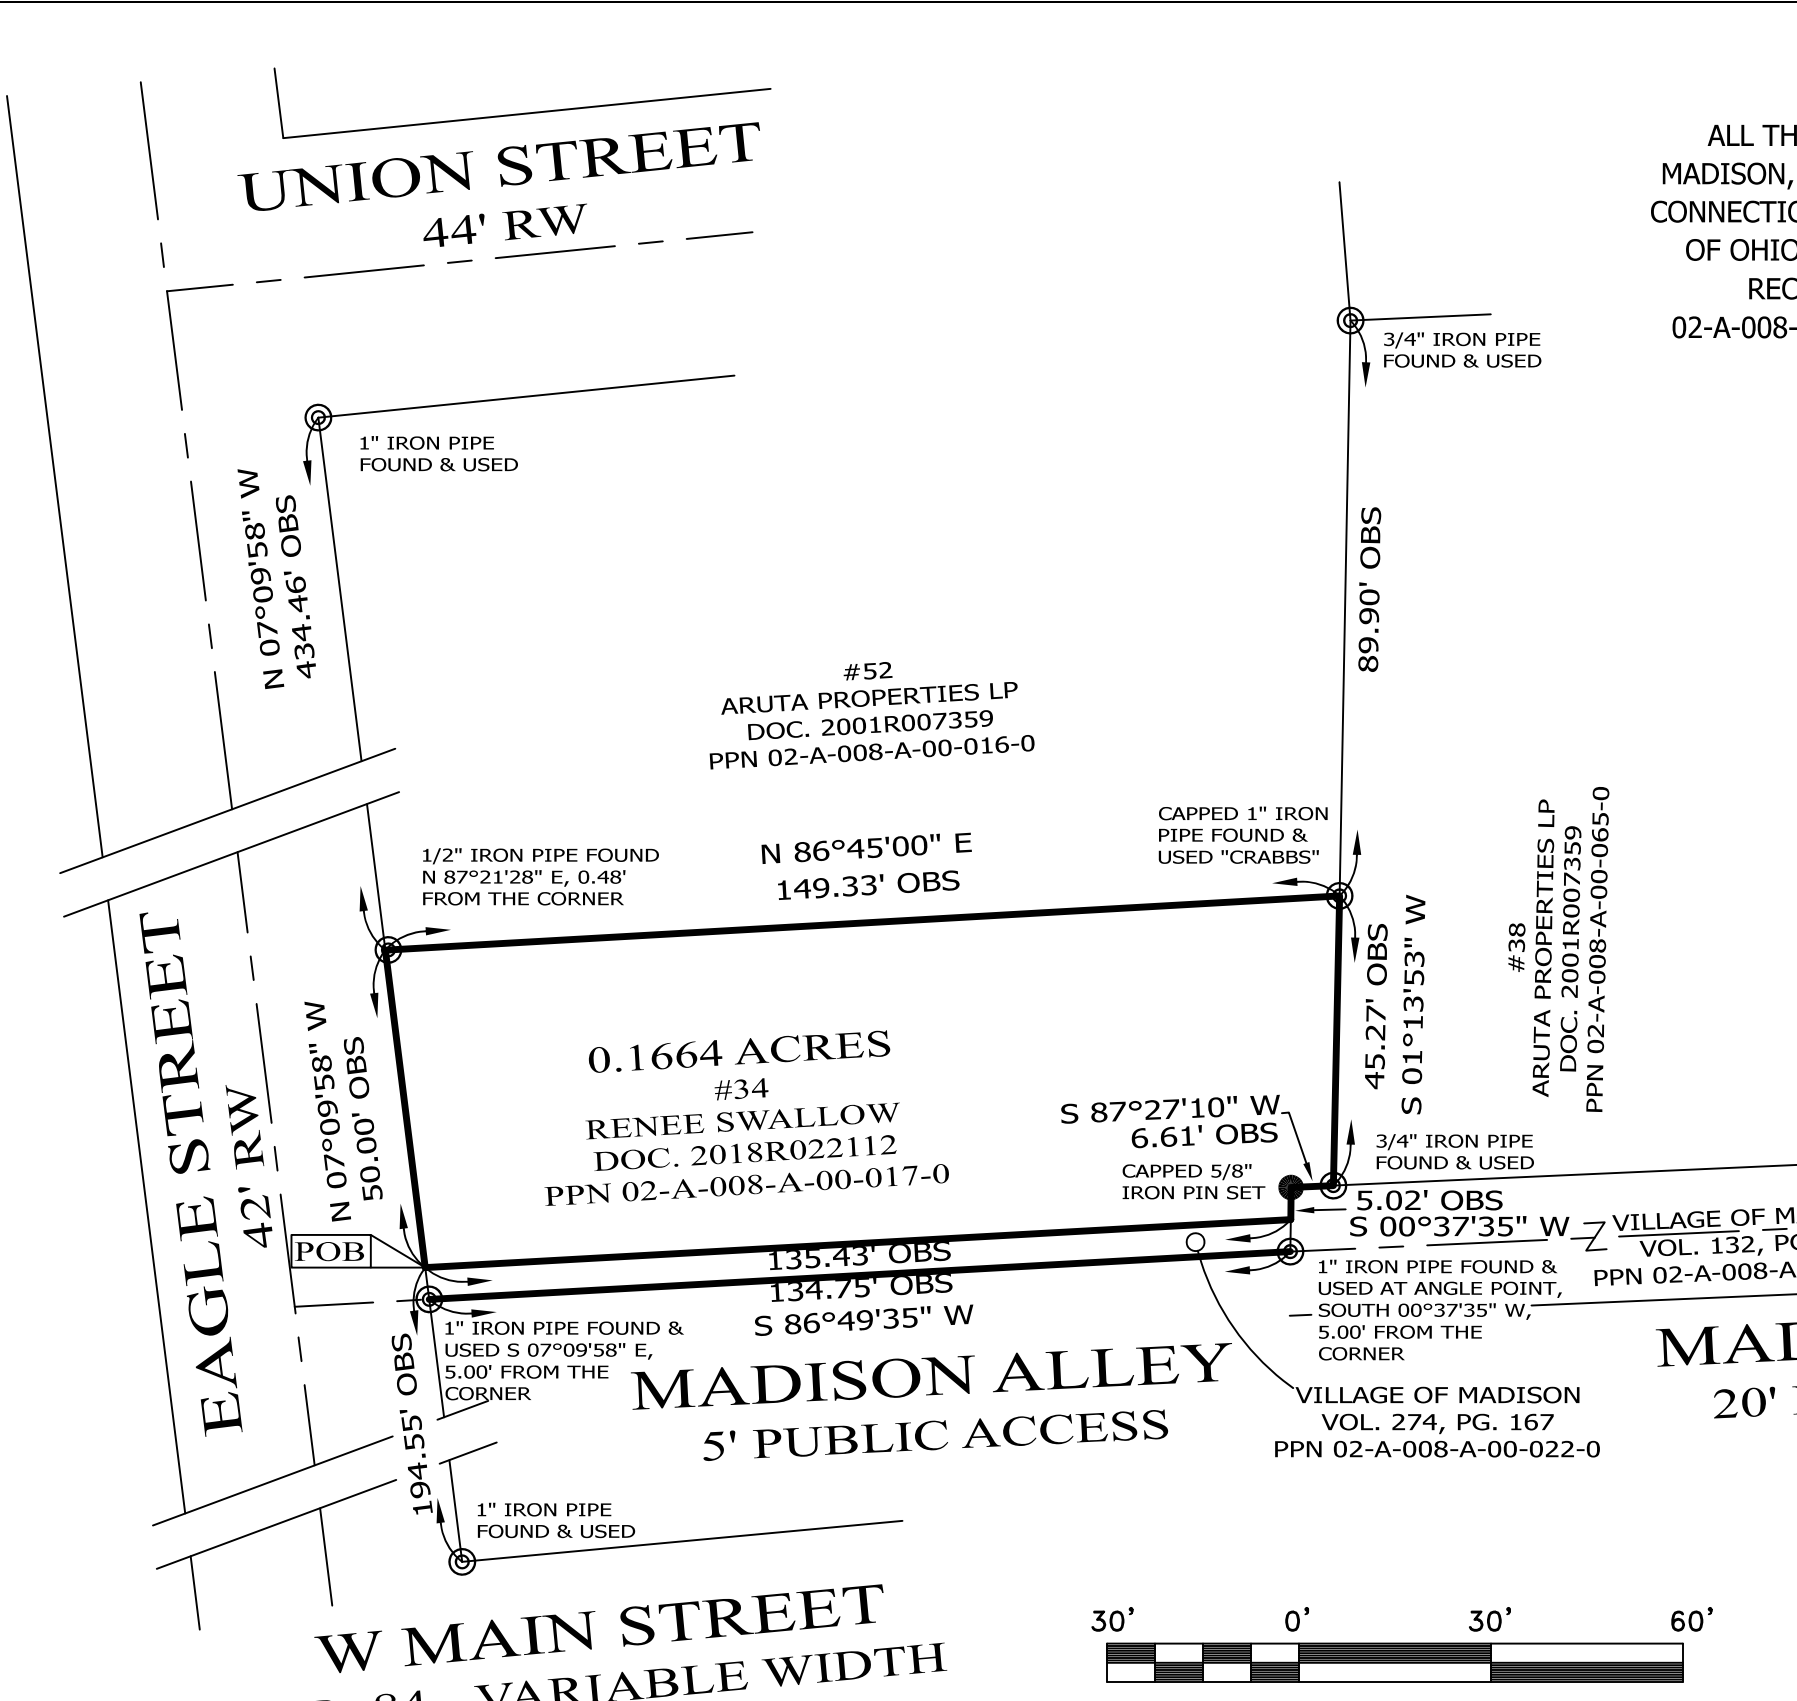 UNION STREET
44' RW
ALL TH
MADISON,
CONNECTIO
OF OHIO
REC
02-A-008-
3/4" IRON PIPE
FOUND & USED
1" IRON PIPE
FOUND & USED
N 07°09'58" W
434.46' OBS
89.90' OBS
#52
ARUTA PROPERTIES LP
DOC. 2001R007359
PPN 02-A-008-A-00-016-0
CAPPED 1" IRON
PIPE FOUND &
USED "CRABBS"
1/2" IRON PIPE FOUND
N 87°21'28" E, 0.48'
FROM THE CORNER
N 86°45'00" E
149.33' OBS
#38
ARUTA PROPERTIES LP
DOC. 2001R007359
PPN 02-A-008-A-00-065-0
45.27' OBS
S 01°13'53" W
EAGLE STREET
42' RW
N 07°09'58" W
50.00' OBS
0.1664 ACRES
#34
RENEE SWALLOW
DOC. 2018R022112
PPN 02-A-008-A-00-017-0
S 87°27'10" W
6.61' OBS
CAPPED 5/8"
IRON PIN SET
3/4" IRON PIPE
FOUND & USED
5.02' OBS
S 00°37'35" W
VILLAGE OF M
VOL. 132, P
PPN 02-A-008-A
POB
135.43' OBS
134.75' OBS
S 86°49'35" W
1" IRON PIPE FOUND &
USED AT ANGLE POINT,
SOUTH 00°37'35" W,
5.00' FROM THE
CORNER
1" IRON PIPE FOUND &
USED S 07°09'58" E,
5.00' FROM THE
CORNER
194.55' OBS
MADISON ALLEY
5' PUBLIC ACCESS
MAD
20'
VILLAGE OF MADISON
VOL. 274, PG. 167
PPN 02-A-008-A-00-022-0
1" IRON PIPE
FOUND & USED
W MAIN STREET
84 VARIABLE WIDTH
30' 0' 30' 60'